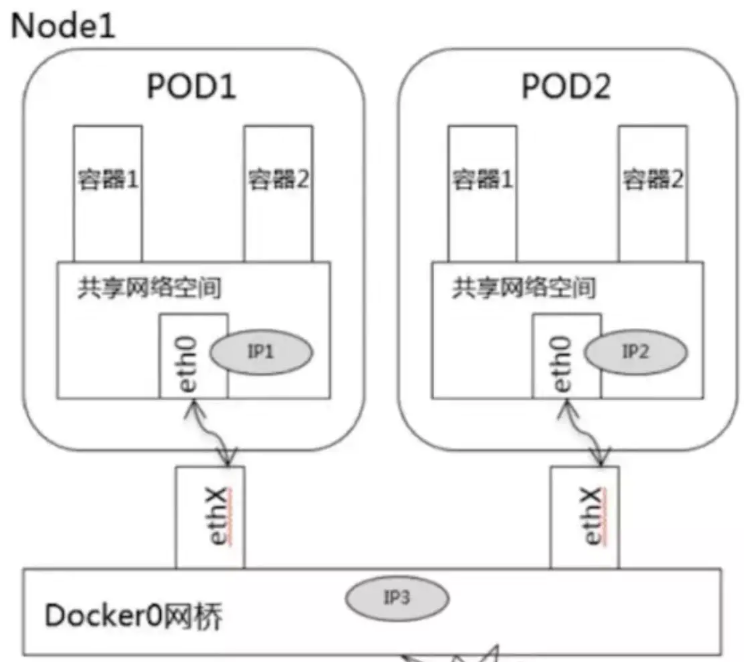 Node1
POD1
POD2
容器1
容器2
容器1
容器2
共享网络空间
共享网络空间
eth0
IP1
eth0
IP2
ethX
ethX
Docker0网桥
IP3